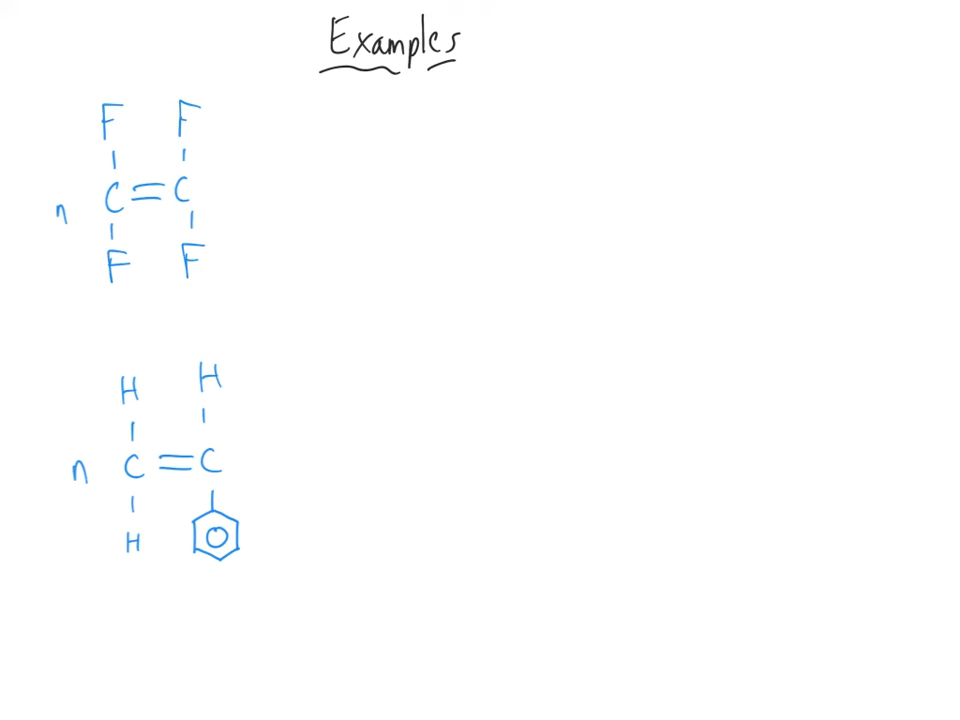 Examples
F F
n C = C
F F
H H
n C = C
H